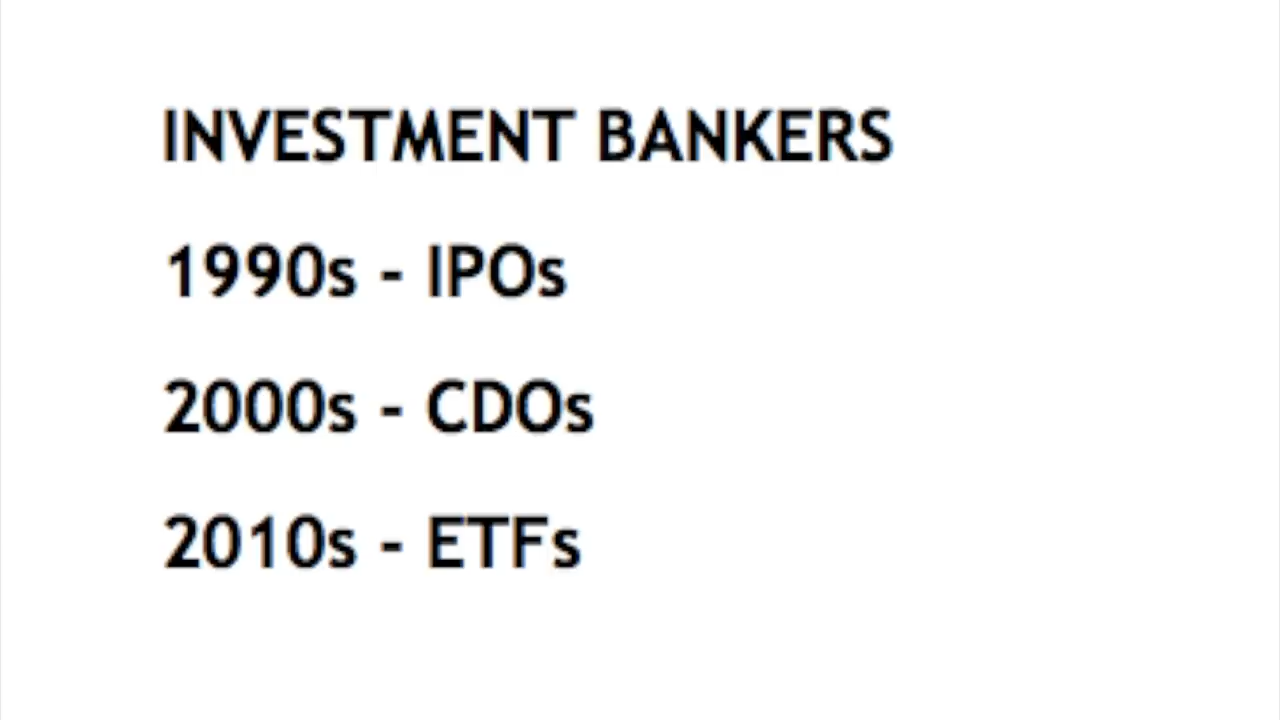 INVESTMENT BANKERS
1990s - IPOs
2000s - CDOs
2010s - ETFs